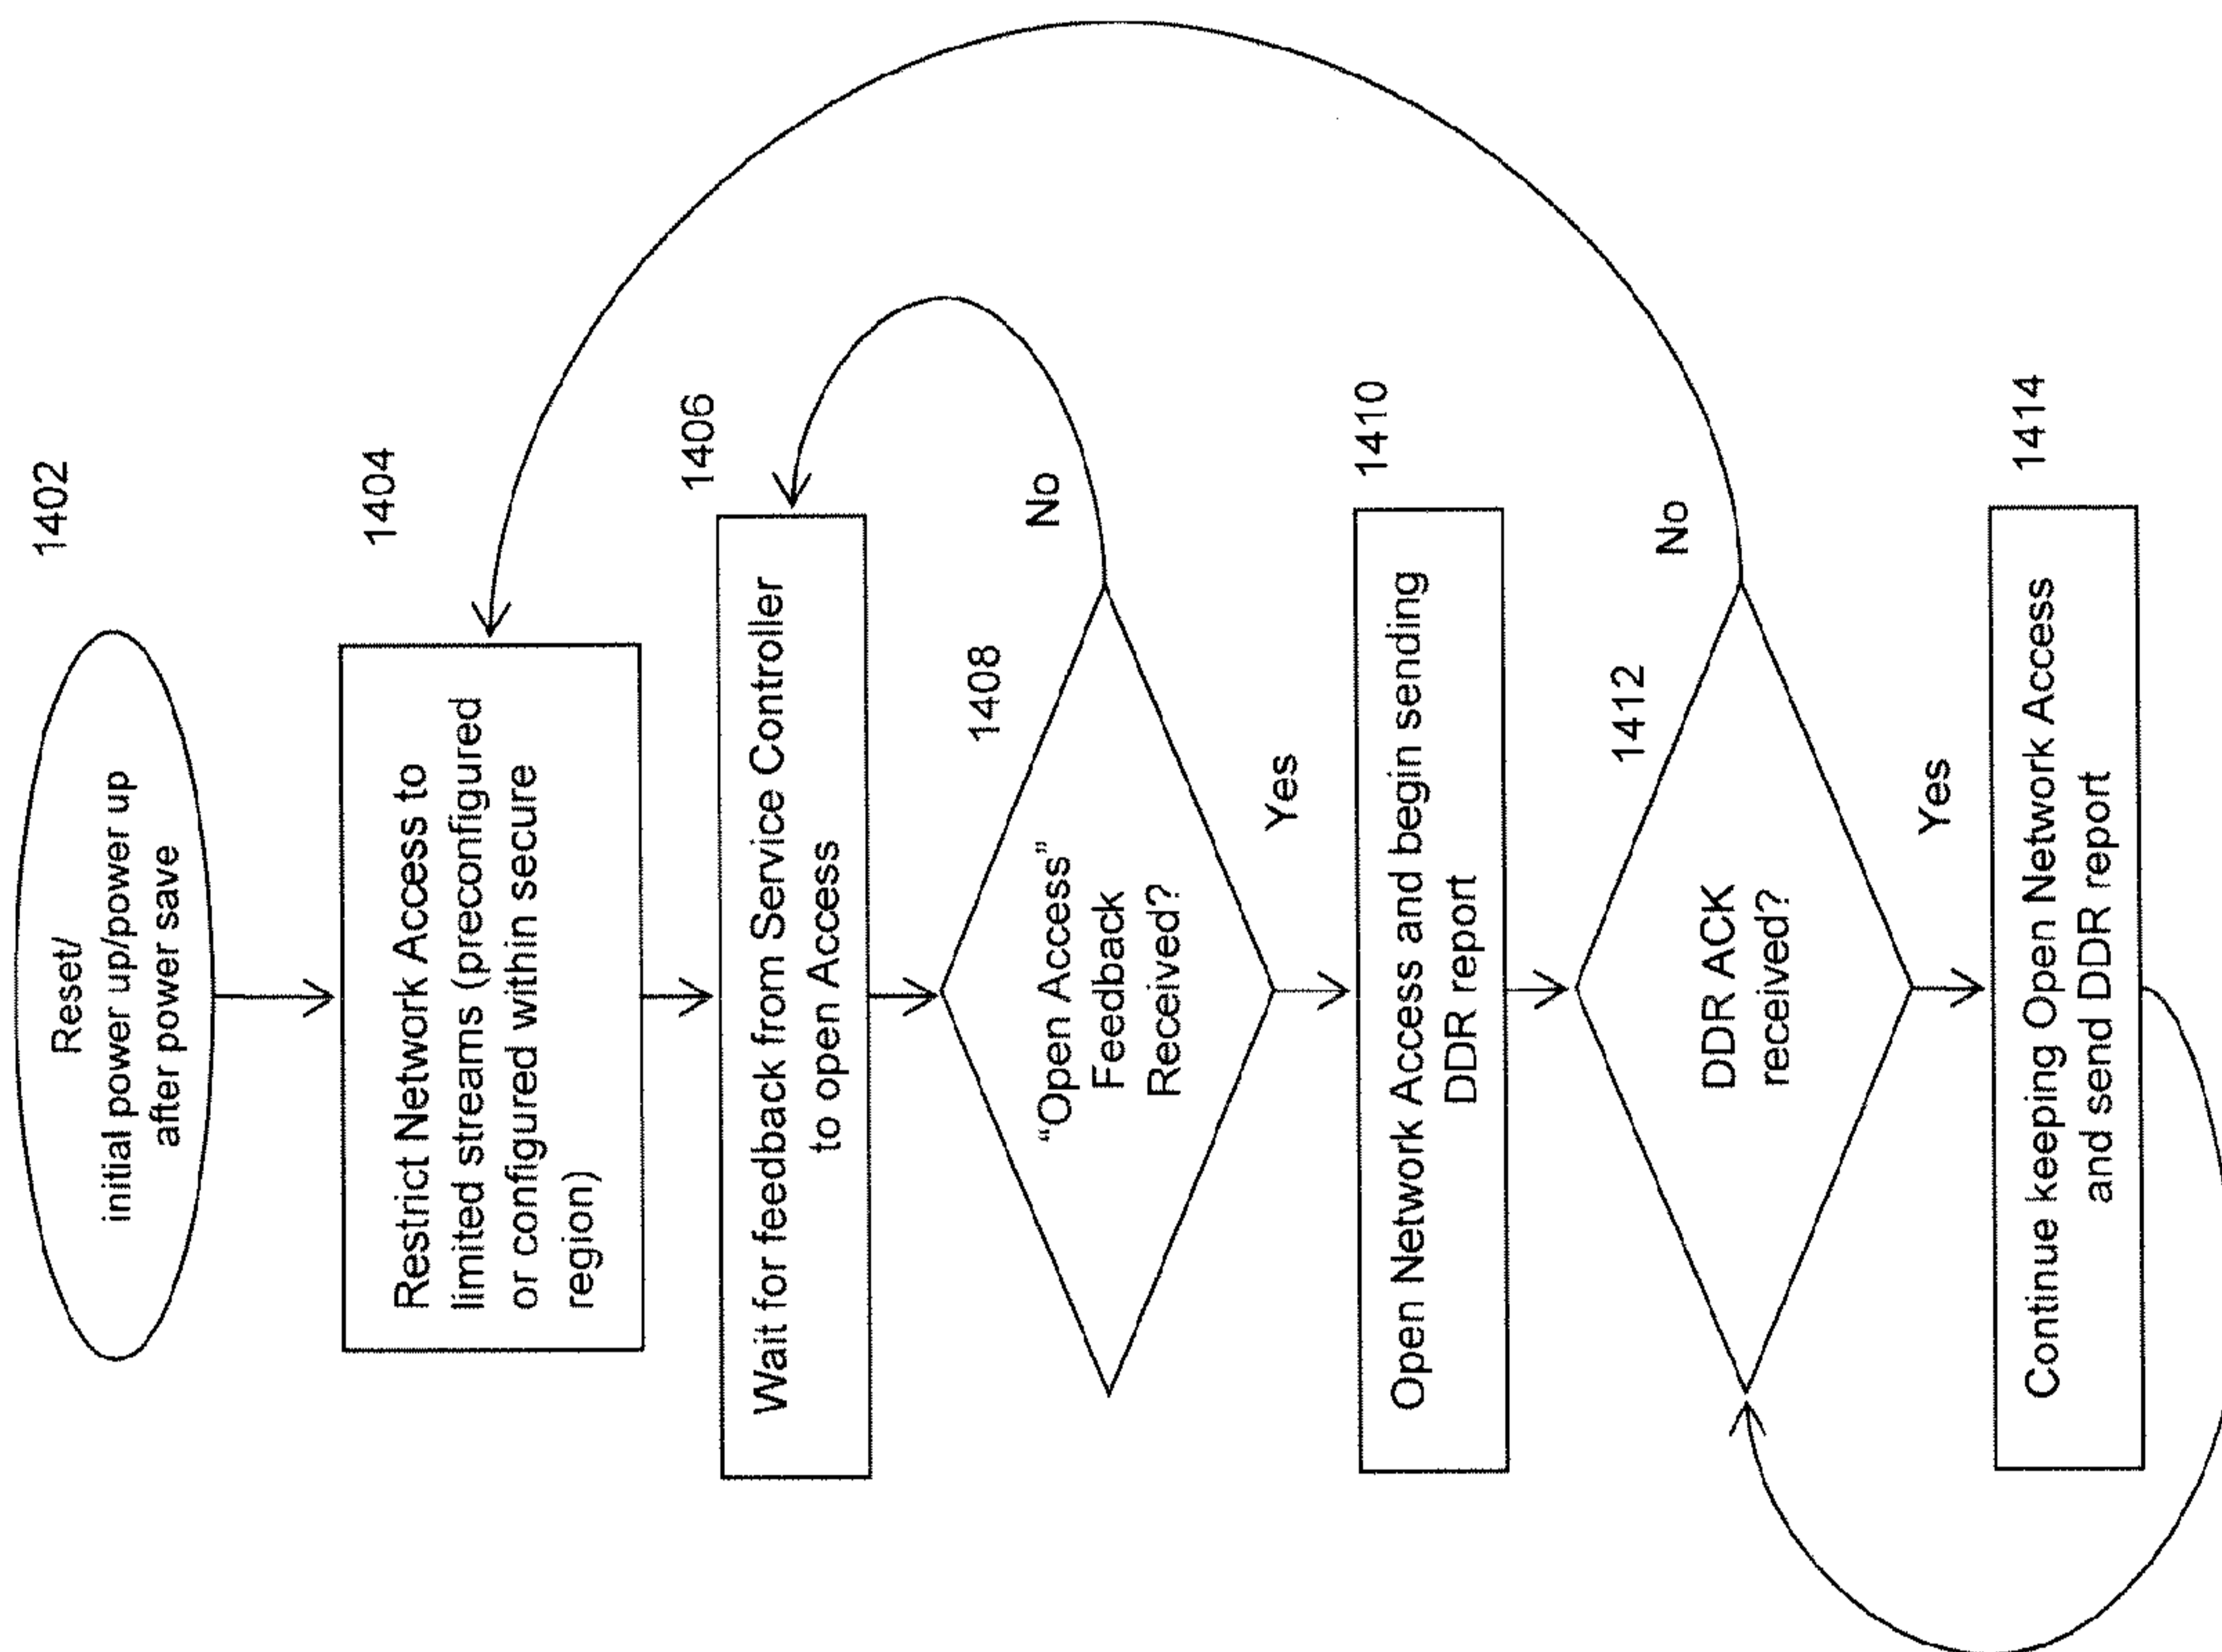 1402
Reset/
initial power up/power up
after power save
1404
Restrict Network Access to
limited streams (preconfigured
or configured within secure
region)
1406
Wait for feedback from Service Controller
to open Access
1408
“Open Access”
Feedback
Received?
No
Yes
1410
Open Network Access and begin sending
DDR report
1412
DDR ACK
received?
No
Yes
1414
Continue keeping Open Network Access
and send DDR report